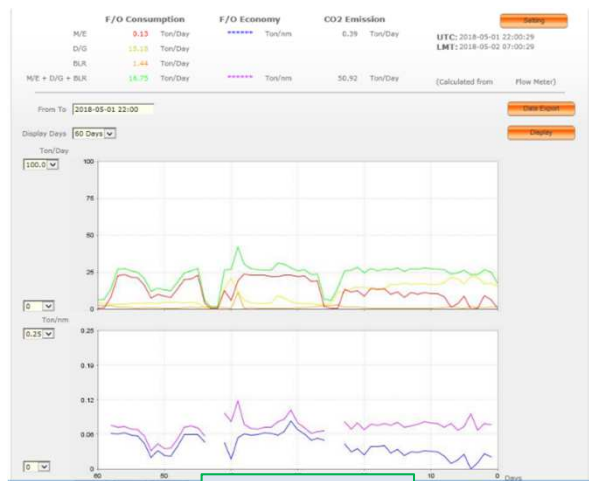 F/O Consumption F/O Economy CO2 Emission
Setting
M/E 0.13 Ton/Day ****** Ton/nm 0.39 Ton/Day
UTC: 2018-05-01 22:00:29
LMT: 2018-05-02 07:00:29
D/G Ton/Day
BLR 1.44 Ton/Day
M/E + D/G + BLR Ton/Day ****** Ton/nm 50.92 Ton/Day
(Calculated from Flow Meter)
From To 2018-05-01 22:00
Data Export
Display Days 60 Days
Display
Ton/Day
100.0
100
75
50
25
0
0
Ton/nm
0.25
0.25
0.19
0.12
0.06
0
0
60 50 10 0 Days